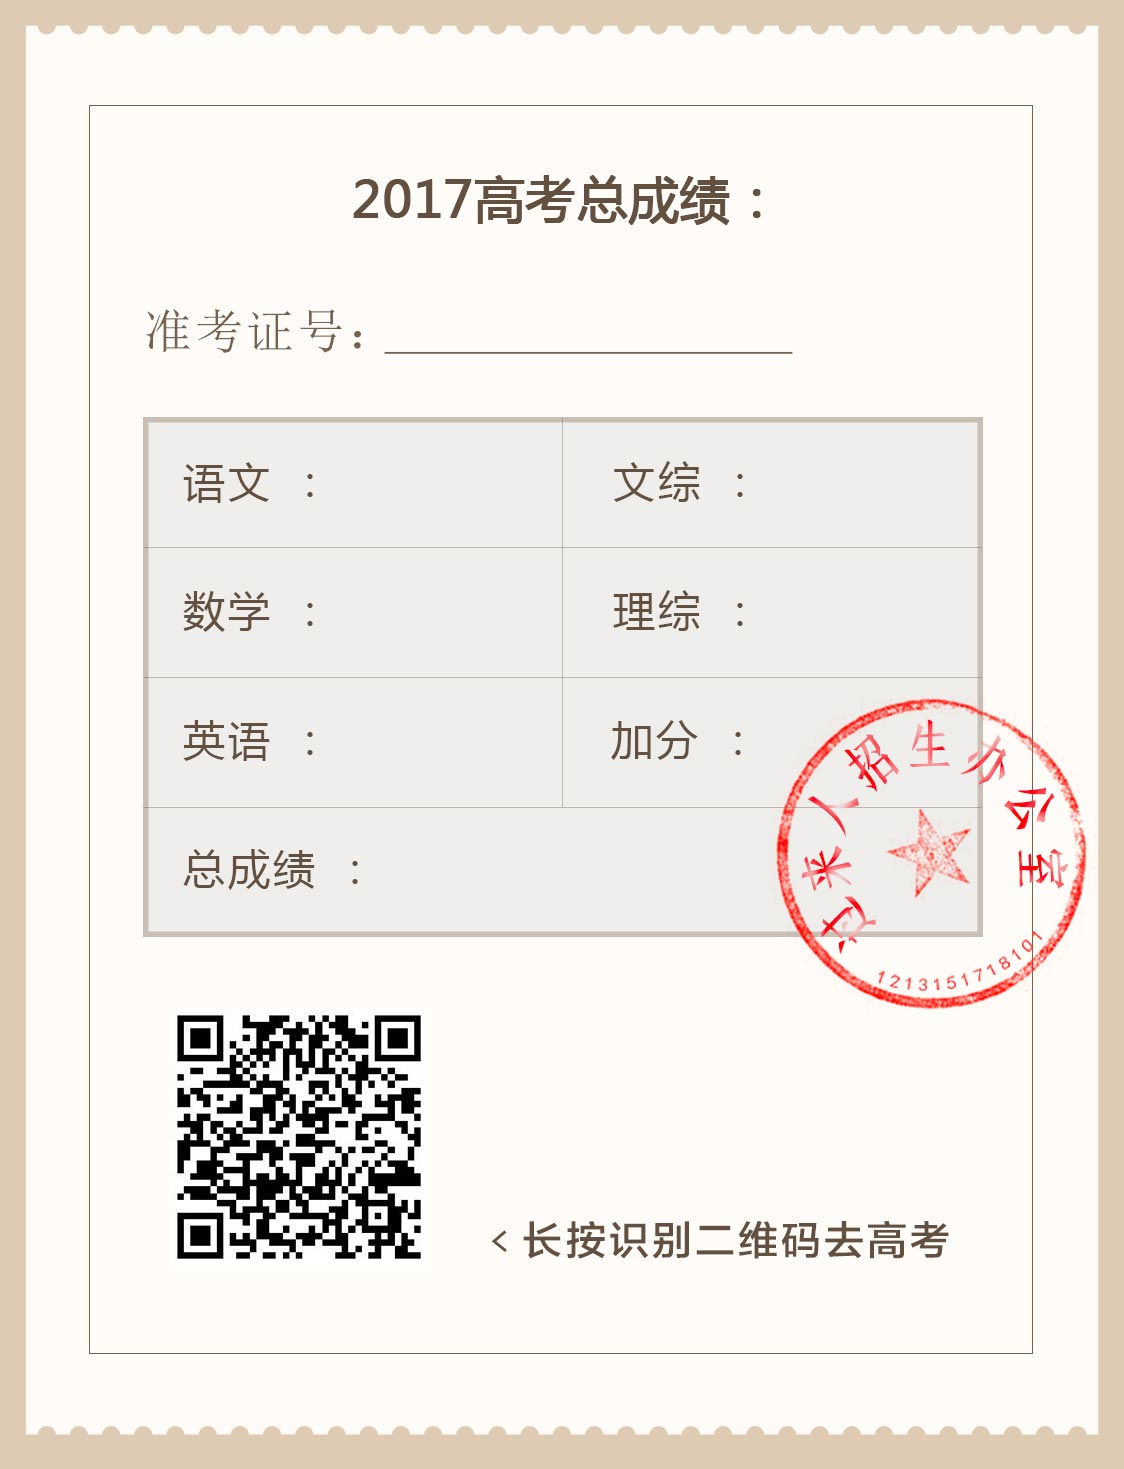 2017高考总成绩：
准考证号：
语文 ：
文综 ：
数学 ：
理综 ：
英语 ：
加分 ：
总成绩 ：
过来人招生办公室
1213151718101
<长按识别二维码去高考